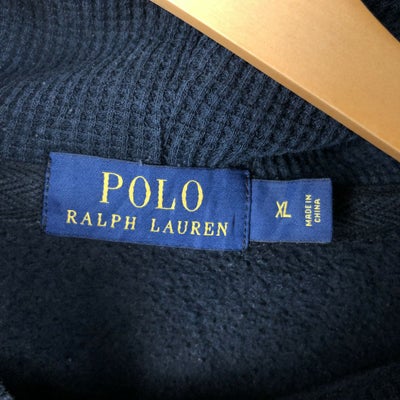 POLO
RALPH LAUREN
XL
MADE IN
CHINA